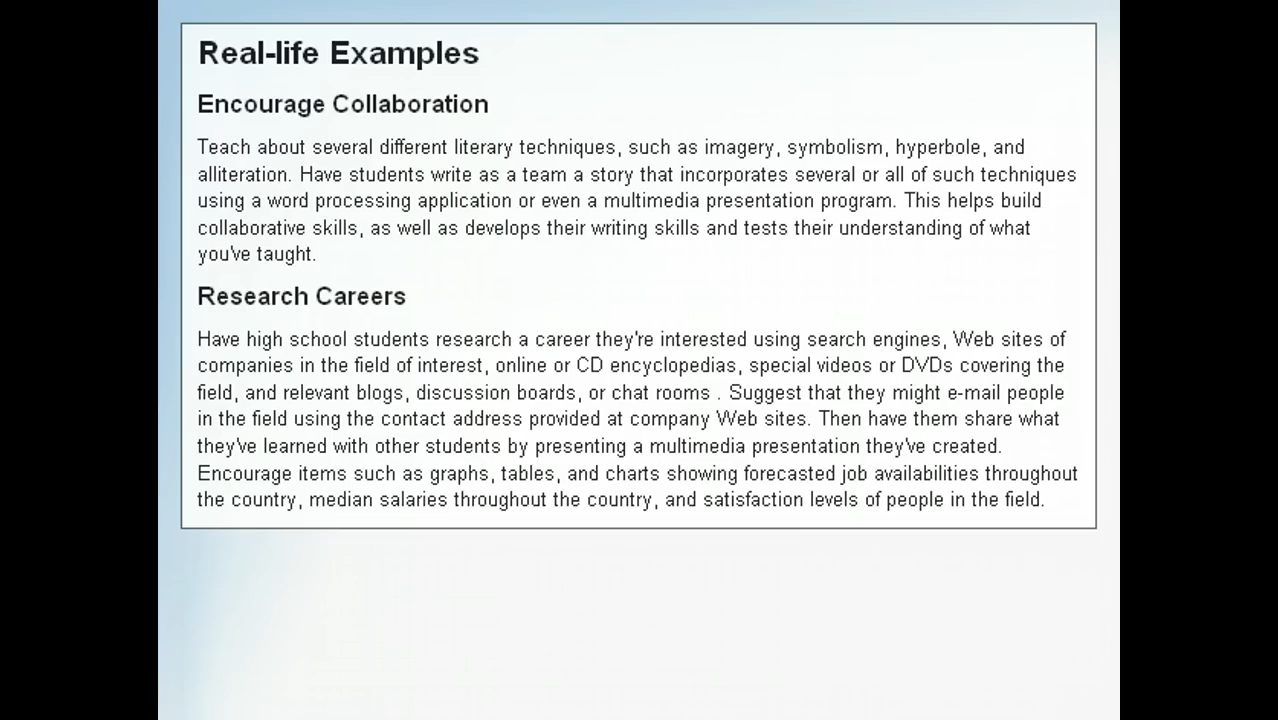 Real-life Examples
Encourage Collaboration
Teach about several different literary techniques, such as imagery, symbolism, hyperbole, and
alliteration. Have students write as a team a story that incorporates several or all of such techniques
using a word processing application or even a multimedia presentation program. This helps build
collaborative skills, as well as develops their writing skills and tests their understanding of what
you've taught.
Research Careers
Have high school students research a career they're interested using search engines, Web sites of
companies in the field of interest, online or CD encyclopedias, special videos or DVDs covering the
field, and relevant blogs, discussion boards, or chat rooms . Suggest that they might e-mail people
in the field using the contact address provided at company Web sites. Then have them share what
they've learned with other students by presenting a multimedia presentation they've created.
Encourage items such as graphs, tables, and charts showing forecasted job availabilities throughout
the country, median salaries throughout the country, and satisfaction levels of people in the field.